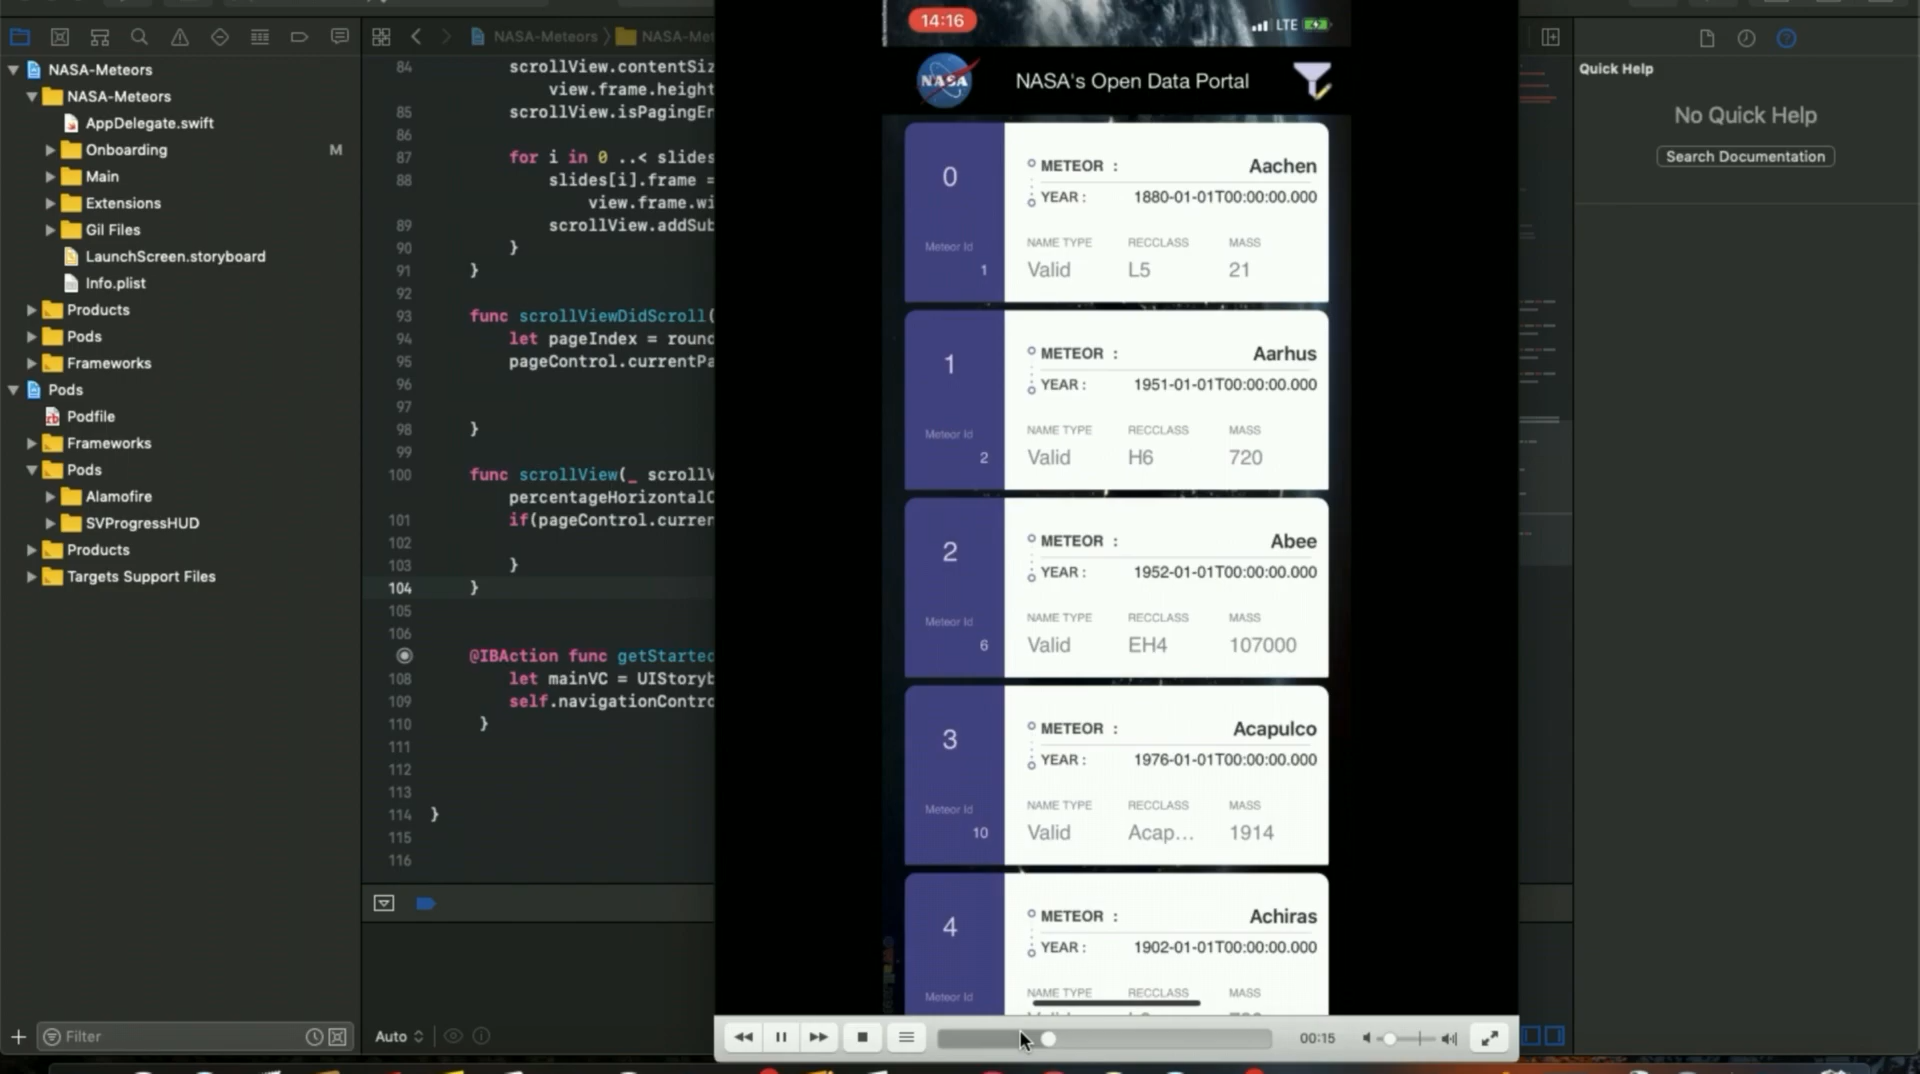 NASA-Meteors
NASA-Meteors
AppDelegate.swift
Onboarding M
Main
Extensions
Gil Files
LaunchScreen.storyboard
Info.plist
Products
Pods
Frameworks
Pods
Podfile
Frameworks
Pods
Alamofire
SVProgressHUD
Products
Targets Support Files
Filter
NASA-Meteors NASA-Met
84 scrollView.contentSiz
view.frame.height
85 scrollView.isPagingEn
86
87 for i in 0 ..< slides
88 slides[i].frame =
view.frame.wi
89 scrollView.addSub
90 }
91 }
92
93 func scrollViewDidScroll(
94 let pageIndex = round
95 pageControl.currentPa
96
97
98 }
99
100 func scrollView(_ scrollV
percentageHorizontalC
101 if(pageControl.curren
102
103 }
104 }
105
106
@IBAction func getStarted
108 let mainVC = UIStoryb
109 self.navigationContro
110 }
111
112
113
114 }
115
116
Auto
14:16 LTE
NASA NASA's Open Data Portal
0 METEOR : Aachen
YEAR : 1880-01-01T00:00:00.000
Meteor Id NAME TYPE RECCLASS MASS
1 Valid L5 21
1 METEOR : Aarhus
YEAR : 1951-01-01T00:00:00.000
Meteor Id NAME TYPE RECCLASS MASS
2 Valid H6 720
2 METEOR : Abee
YEAR : 1952-01-01T00:00:00.000
Meteor Id NAME TYPE RECCLASS MASS
6 Valid EH4 107000
3 METEOR : Acapulco
YEAR : 1976-01-01T00:00:00.000
Meteor Id NAME TYPE RECCLASS MASS
10 Valid Acap... 1914
4 METEOR : Achiras
YEAR : 1902-01-01T00:00:00.000
Meteor Id NAME TYPE RECCLASS MASS
00:15
Quick Help
No Quick Help
Search Documentation